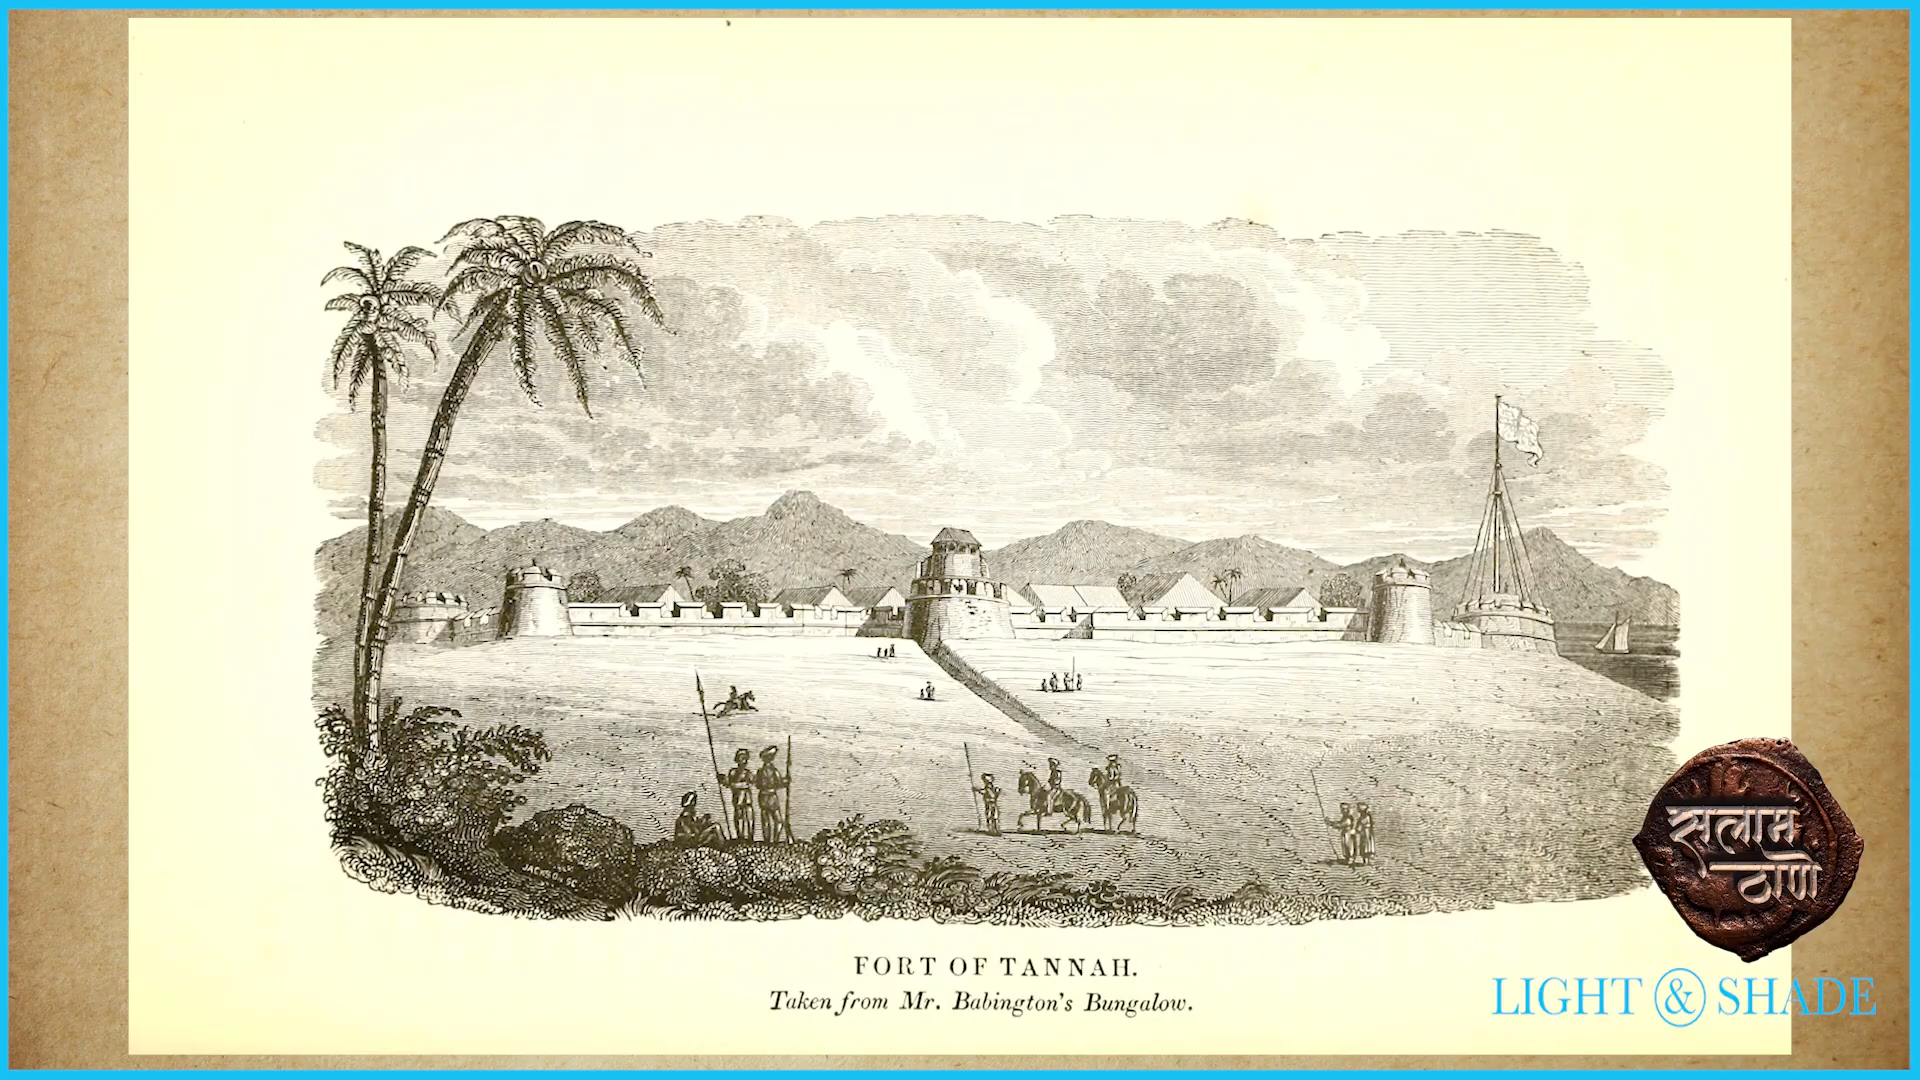 FORT OF TANNAH.
Taken from Mr. Babington's Bungalow.
सलाम
ठाणे
LIGHT & SHADE